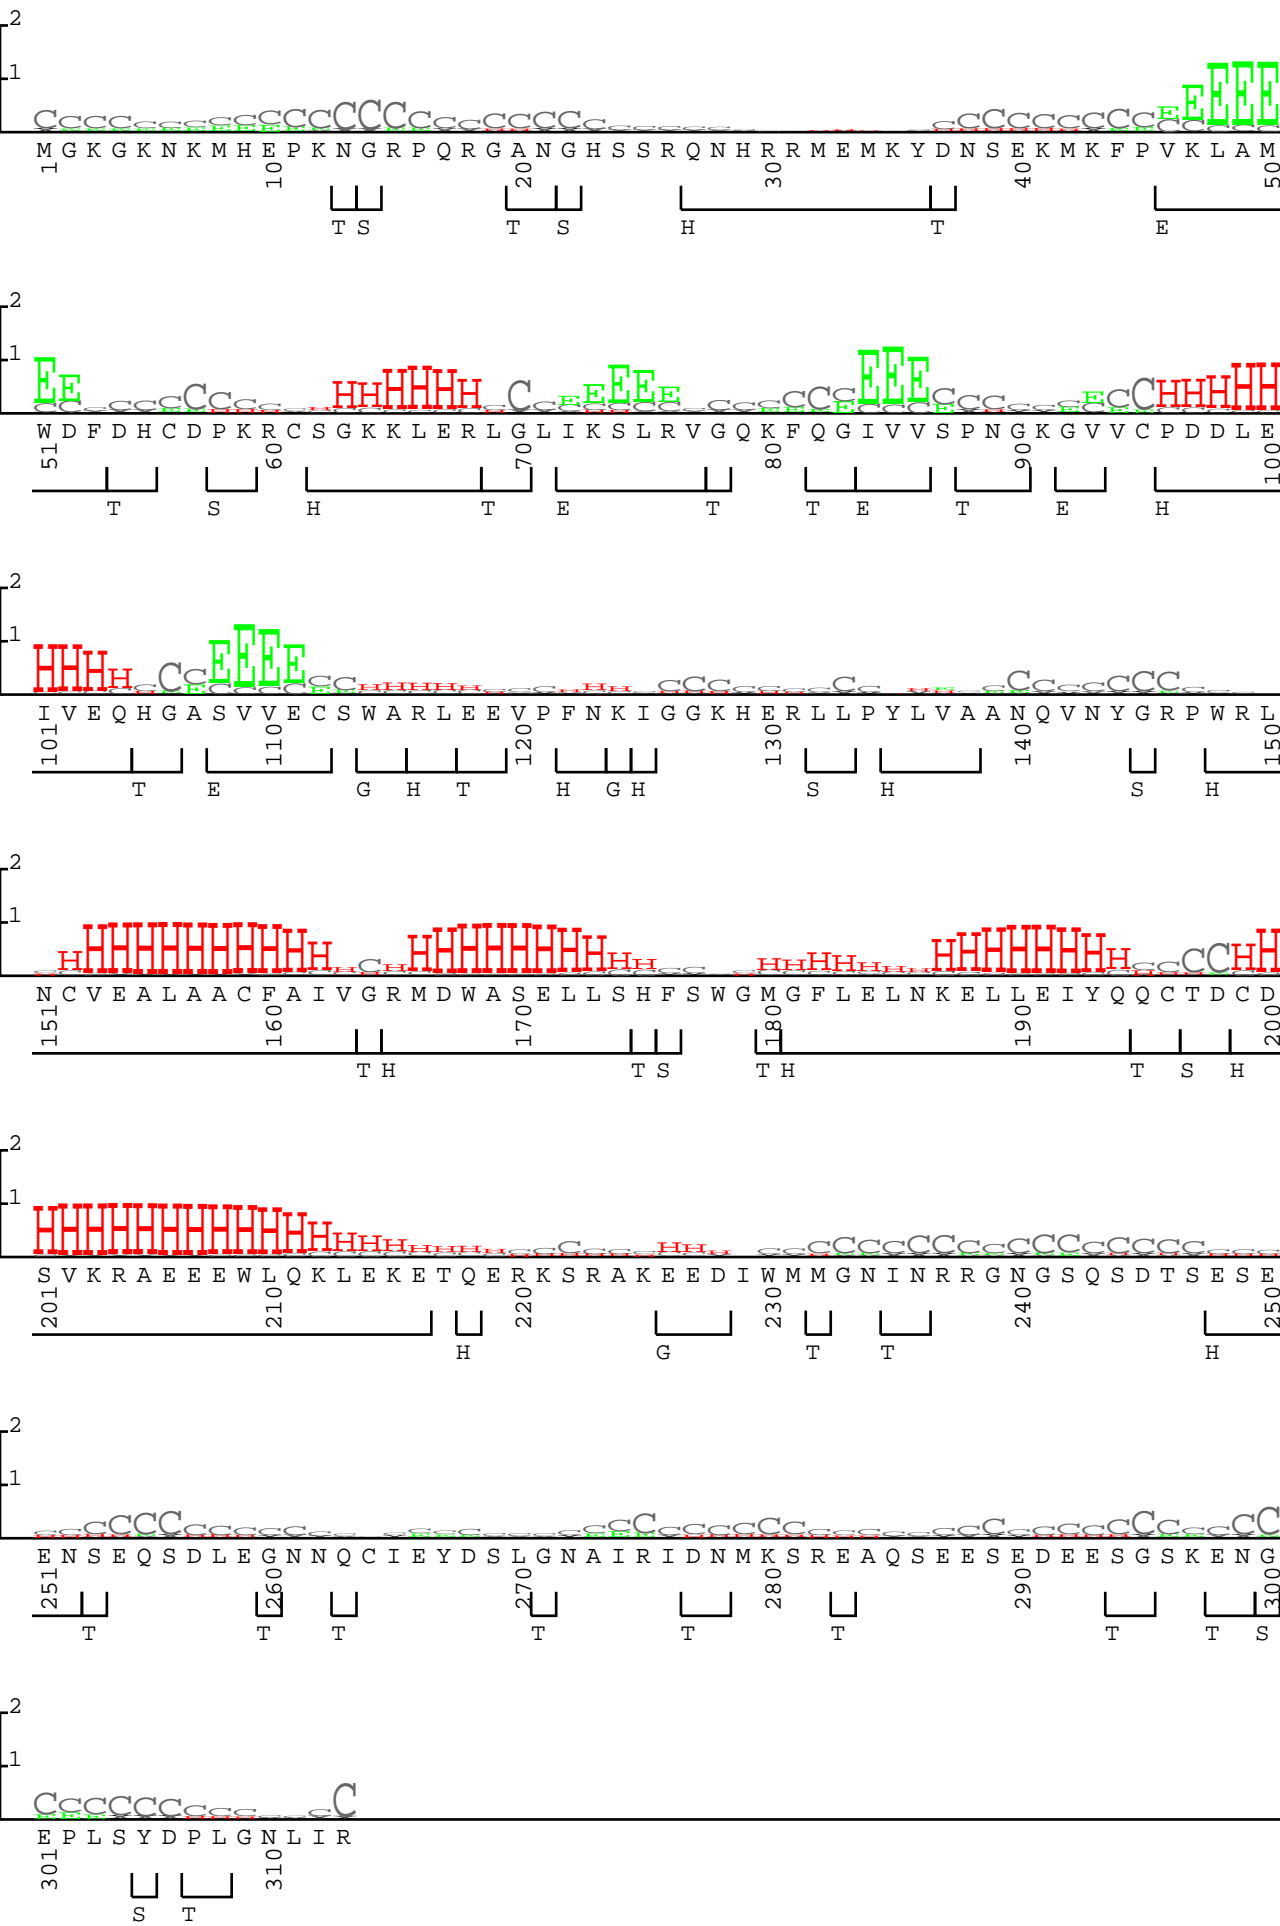 2
1
M G K G K N K M H E P K N G R P Q R G A N G H S S R Q N H R R M E M K Y D N S E K M K F P V K L A M
1 10 20 30 40 50
T S T S H T E
2
1
W D F D H C D P K R C S G K K L E R L G L I K S L R V G Q K F Q G I V V S P N G K G V V C P D D L E
51 60 70 80 90 100
T S H T E T T E T E H
2
1
I V E Q H G A S V V E C S W A R L E E V P F N K I G G K H E R L L P Y L V A A N Q V N Y G R P W R L
101 110 120 130 140 150
T E G H T H G H S H S H
2
1
N C V E A L A A C F A I V G R M D W A S E L L S H F S W G M G F L E L N K E L L E I Y Q Q C T D C D
151 160 170 180 190 200
T H T S T H T S H
2
1
S V K R A E E E W L Q K L E K E T Q E R K S R A K E E D I W M M G N I N R R G N G S Q S D T S E S E
201 210 220 230 240 250
H G T T H
2
1
E N S E Q S D L E G N N Q C I E Y D S L G N A I R I D N M K S R E A Q S E E S E D E E S G S K E N G
251 260 270 280 290 300
T T T T T T T T S
2
1
E P L S Y D P L G N L I R
301 310
S T